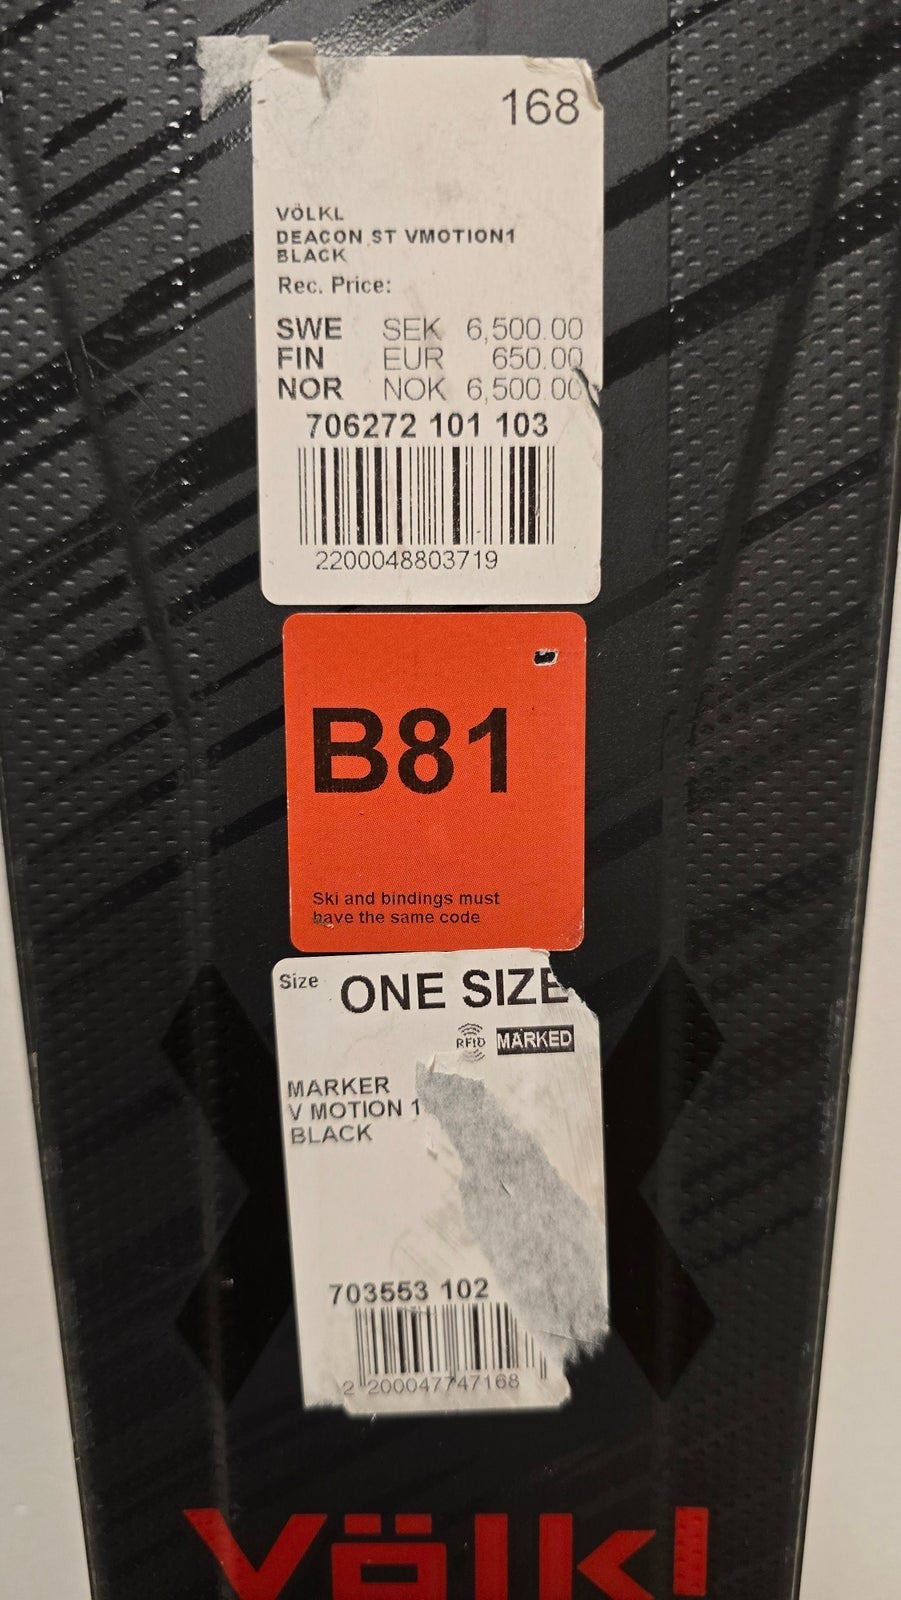 168
VÖLKL
DEACON ST VMOTION1
BLACK
Rec. Price:
SWE SEK 6,500.00
FIN EUR 650.00
NOR NOK 6,500.00
706272 101 103
2200048803719
B81
Ski and bindings must
have the same code
Size ONE SIZE
RFID MARKED
MARKER
V MOTION 1
BLACK
703553 102
2 200047747168
Völkl